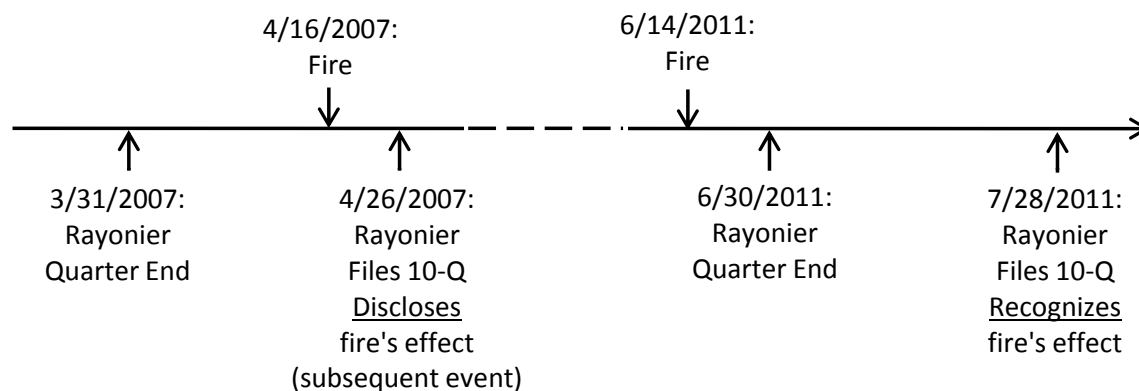 4/16/2007:
Fire
6/14/2011:
Fire
3/31/2007:
Rayonier
Quarter End
4/26/2007:
Rayonier
Files 10-Q
Discloses
fire's effect
(subsequent event)
6/30/2011:
Rayonier
Quarter End
7/28/2011:
Rayonier
Files 10-Q
Recognizes
fire's effect